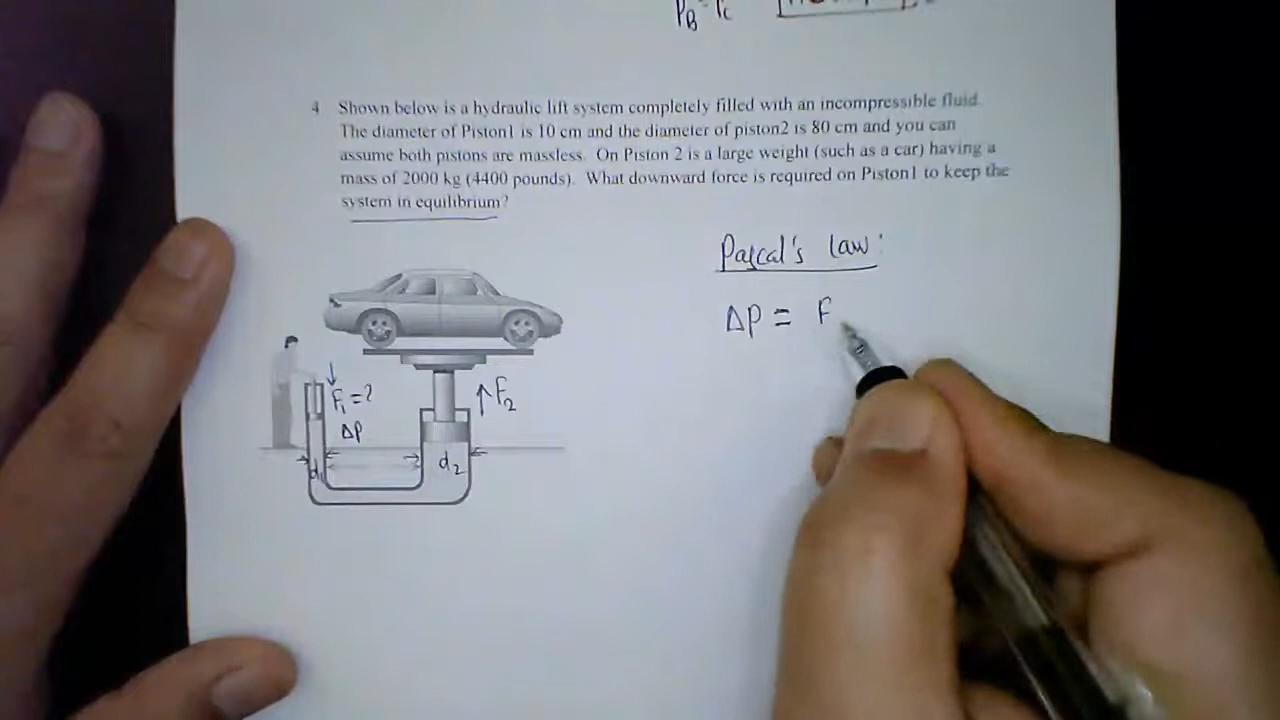 P_B = P_C
4 Shown below is a hydraulic lift system completely filled with an incompressible fluid.
The diameter of Piston1 is 10 cm and the diameter of piston2 is 80 cm and you can
assume both pistons are massless. On Piston 2 is a large weight (such as a car) having a
mass of 2000 kg (4400 pounds). What downward force is required on Piston1 to keep the
system in equilibrium?
Pascal's law:
ΔP = F
↓
F₁ = ?
ΔP
↑F₂
d₁
d₂